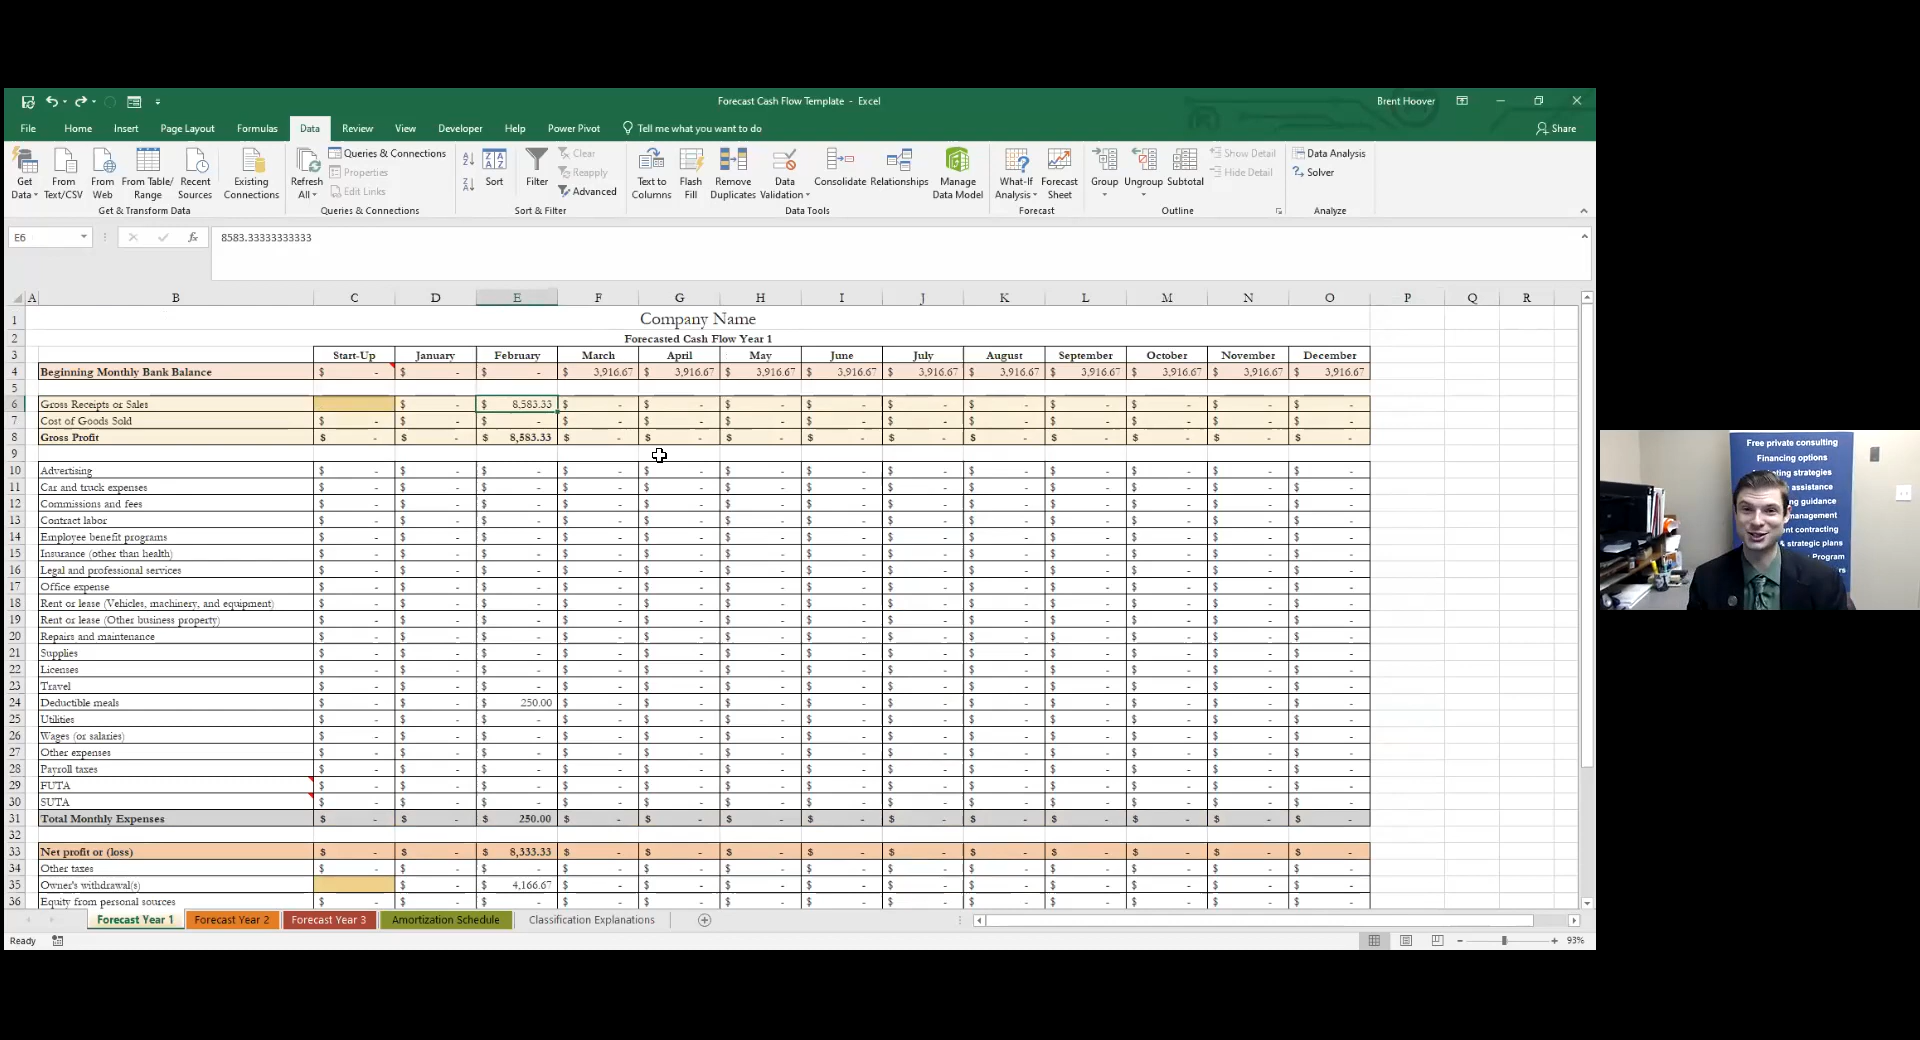 Forecast Cash Flow Template - Excel
Brent Hoover
File Home Insert Page Layout Formulas Data Review View Developer Help Power Pivot Tell me what you want to do Share
Get Data From Text/CSV From Web From Table/Range Recent Sources Existing Connections
Get & Transform Data
Refresh All Queries & Connections Properties Edit Links
Queries & Connections
Sort Filter Clear Reapply Advanced
Sort & Filter
Text to Columns Flash Fill Remove Duplicates Data Validation Consolidate Relationships Manage Data Model
Data Tools
What-If Analysis Forecast Sheet
Forecast
Group Ungroup Subtotal Show Detail Hide Detail
Outline
Data Analysis Solver
Analyze
E6 fx 8583.33333333333
A B C D E F G H I J K L M N O P Q R
1 Company Name
2 Forecasted Cash Flow Year 1
3 Start-Up January February March April May June July August September October November December
4 Beginning Monthly Bank Balance $ - $ - $ - $ 3,916.67 $ 3,916.67 $ 3,916.67 $ 3,916.67 $ 3,916.67 $ 3,916.67 $ 3,916.67 $ 3,916.67 $ 3,916.67 $ 3,916.67
5
6 Gross Receipts or Sales $ - $ 8,583.33 $ - $ - $ - $ - $ - $ - $ - $ - $ - $ -
7 Cost of Goods Sold $ - $ - $ - $ - $ - $ - $ - $ - $ - $ - $ - $ - $ -
8 Gross Profit $ - $ - $ 8,583.33 $ - $ - $ - $ - $ - $ - $ - $ - $ - $ -
9
10 Advertising $ - $ - $ - $ - $ - $ - $ - $ - $ - $ - $ - $ - $ -
11 Car and truck expenses $ - $ - $ - $ - $ - $ - $ - $ - $ - $ - $ - $ - $ -
12 Commissions and fees $ - $ - $ - $ - $ - $ - $ - $ - $ - $ - $ - $ - $ -
13 Contract labor $ - $ - $ - $ - $ - $ - $ - $ - $ - $ - $ - $ - $ -
14 Employee benefit programs $ - $ - $ - $ - $ - $ - $ - $ - $ - $ - $ - $ - $ -
15 Insurance (other than health) $ - $ - $ - $ - $ - $ - $ - $ - $ - $ - $ - $ - $ -
16 Legal and professional services $ - $ - $ - $ - $ - $ - $ - $ - $ - $ - $ - $ - $ -
17 Office expense $ - $ - $ - $ - $ - $ - $ - $ - $ - $ - $ - $ - $ -
18 Rent or lease (Vehicles, machinery, and equipment) $ - $ - $ - $ - $ - $ - $ - $ - $ - $ - $ - $ - $ -
19 Rent or lease (Other business property) $ - $ - $ - $ - $ - $ - $ - $ - $ - $ - $ - $ - $ -
20 Repairs and maintenance $ - $ - $ - $ - $ - $ - $ - $ - $ - $ - $ - $ - $ -
21 Supplies $ - $ - $ - $ - $ - $ - $ - $ - $ - $ - $ - $ - $ -
22 Licenses $ - $ - $ - $ - $ - $ - $ - $ - $ - $ - $ - $ - $ -
23 Travel $ - $ - $ - $ - $ - $ - $ - $ - $ - $ - $ - $ - $ -
24 Deductible meals $ - $ - $ 250.00 $ - $ - $ - $ - $ - $ - $ - $ - $ - $ -
25 Utilities $ - $ - $ - $ - $ - $ - $ - $ - $ - $ - $ - $ - $ -
26 Wages (or salaries) $ - $ - $ - $ - $ - $ - $ - $ - $ - $ - $ - $ - $ -
27 Other expenses $ - $ - $ - $ - $ - $ - $ - $ - $ - $ - $ - $ - $ -
28 Payroll taxes $ - $ - $ - $ - $ - $ - $ - $ - $ - $ - $ - $ - $ -
29 FUTA $ - $ - $ - $ - $ - $ - $ - $ - $ - $ - $ - $ - $ -
30 SUTA $ - $ - $ - $ - $ - $ - $ - $ - $ - $ - $ - $ - $ -
31 Total Monthly Expenses $ - $ - $ 250.00 $ - $ - $ - $ - $ - $ - $ - $ - $ - $ -
32
33 Net profit or (loss) $ - $ - $ 8,333.33 $ - $ - $ - $ - $ - $ - $ - $ - $ - $ -
34 Other taxes $ - $ - $ - $ - $ - $ - $ - $ - $ - $ - $ - $ - $ -
35 Owner's withdrawal(s) $ - $ 4,166.67 $ - $ - $ - $ - $ - $ - $ - $ - $ - $ -
36 Equity from personal sources $ - $ - $ - $ - $ - $ - $ - $ - $ - $ - $ - $ - $ -
Forecast Year 1 Forecast Year 2 Forecast Year 3 Amortization Schedule Classification Explanations
Ready 93%
Free private consulting
Financing options
strategies
assistance
guidance
management
contracting
& strategic plans
Program